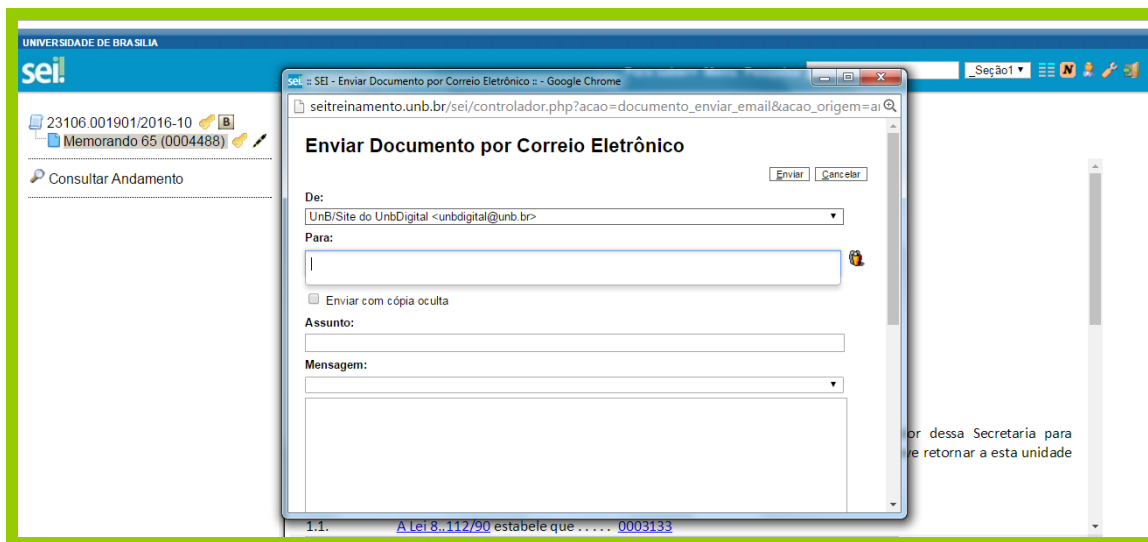 UNIVERSIDADE DE BRASILIA
sei!
_Seção1
N
23106.001901/2016-10
B
Memorando 65 (0004488)
Consultar Andamento
sei. :: SEI - Enviar Documento por Correio Eletrônico :: - Google Chrome
seitreinamento.unb.br/sei/controlador.php?acao=documento_enviar_email&acao_origem=a
Enviar Documento por Correio Eletrônico
Enviar Cancelar
De:
UnB/Site do UnbDigital <unbdigital@unb.br>
Para:
Enviar com cópia oculta
Assunto:
Mensagem:
or dessa Secretaria para
e retornar a esta unidade
1.1. A Lei 8..112/90 estabele que ..... 0003133